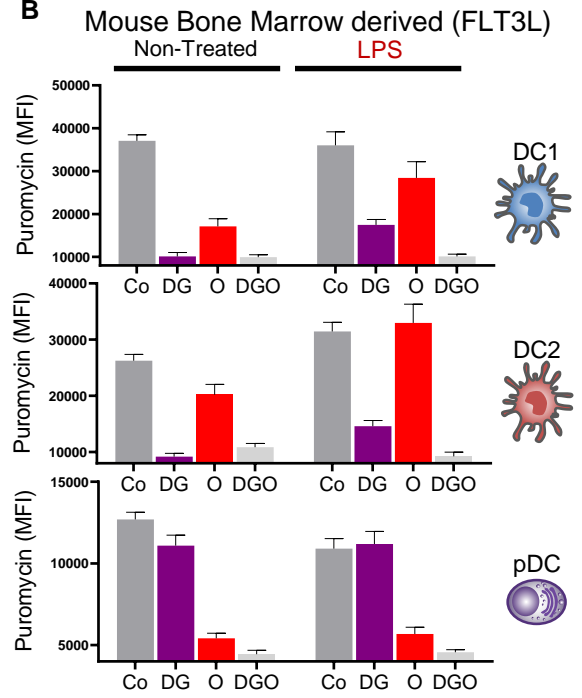 B
Mouse Bone Marrow derived (FLT3L)
Non-Treated LPS
Puromycin (MFI)
50000
40000
30000
20000
10000
Co DG O DGO Co DG O DGO
DC1
Puromycin (MFI)
40000
30000
20000
10000
Co DG O DGO Co DG O DGO
DC2
Puromycin (MFI)
15000
10000
5000
Co DG O DGO Co DG O DGO
pDC